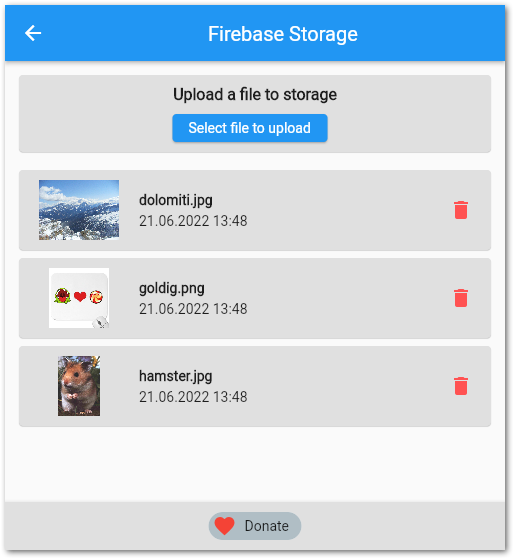 Firebase Storage
Upload a file to storage
Select file to upload
dolomiti.jpg
21.06.2022 13:48
goldig.png
21.06.2022 13:48
hamster.jpg
21.06.2022 13:48
Donate